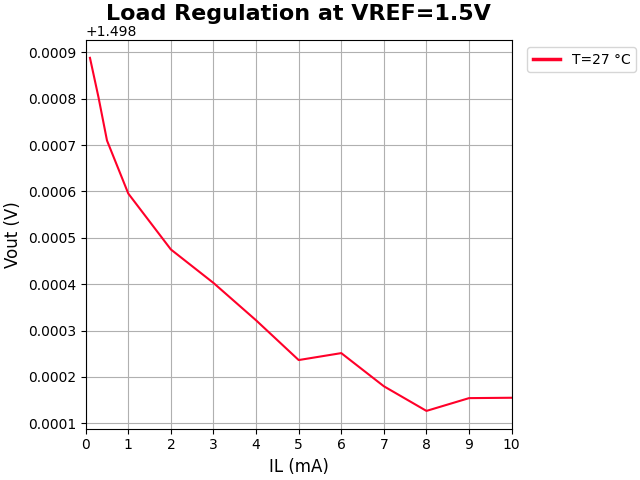 Load Regulation at VREF=1.5V
+1.498
T=27 °C
0.0009
0.0008
0.0007
0.0006
0.0005
0.0004
0.0003
0.0002
0.0001
Vout (V)
0 1 2 3 4 5 6 7 8 9 10
IL (mA)